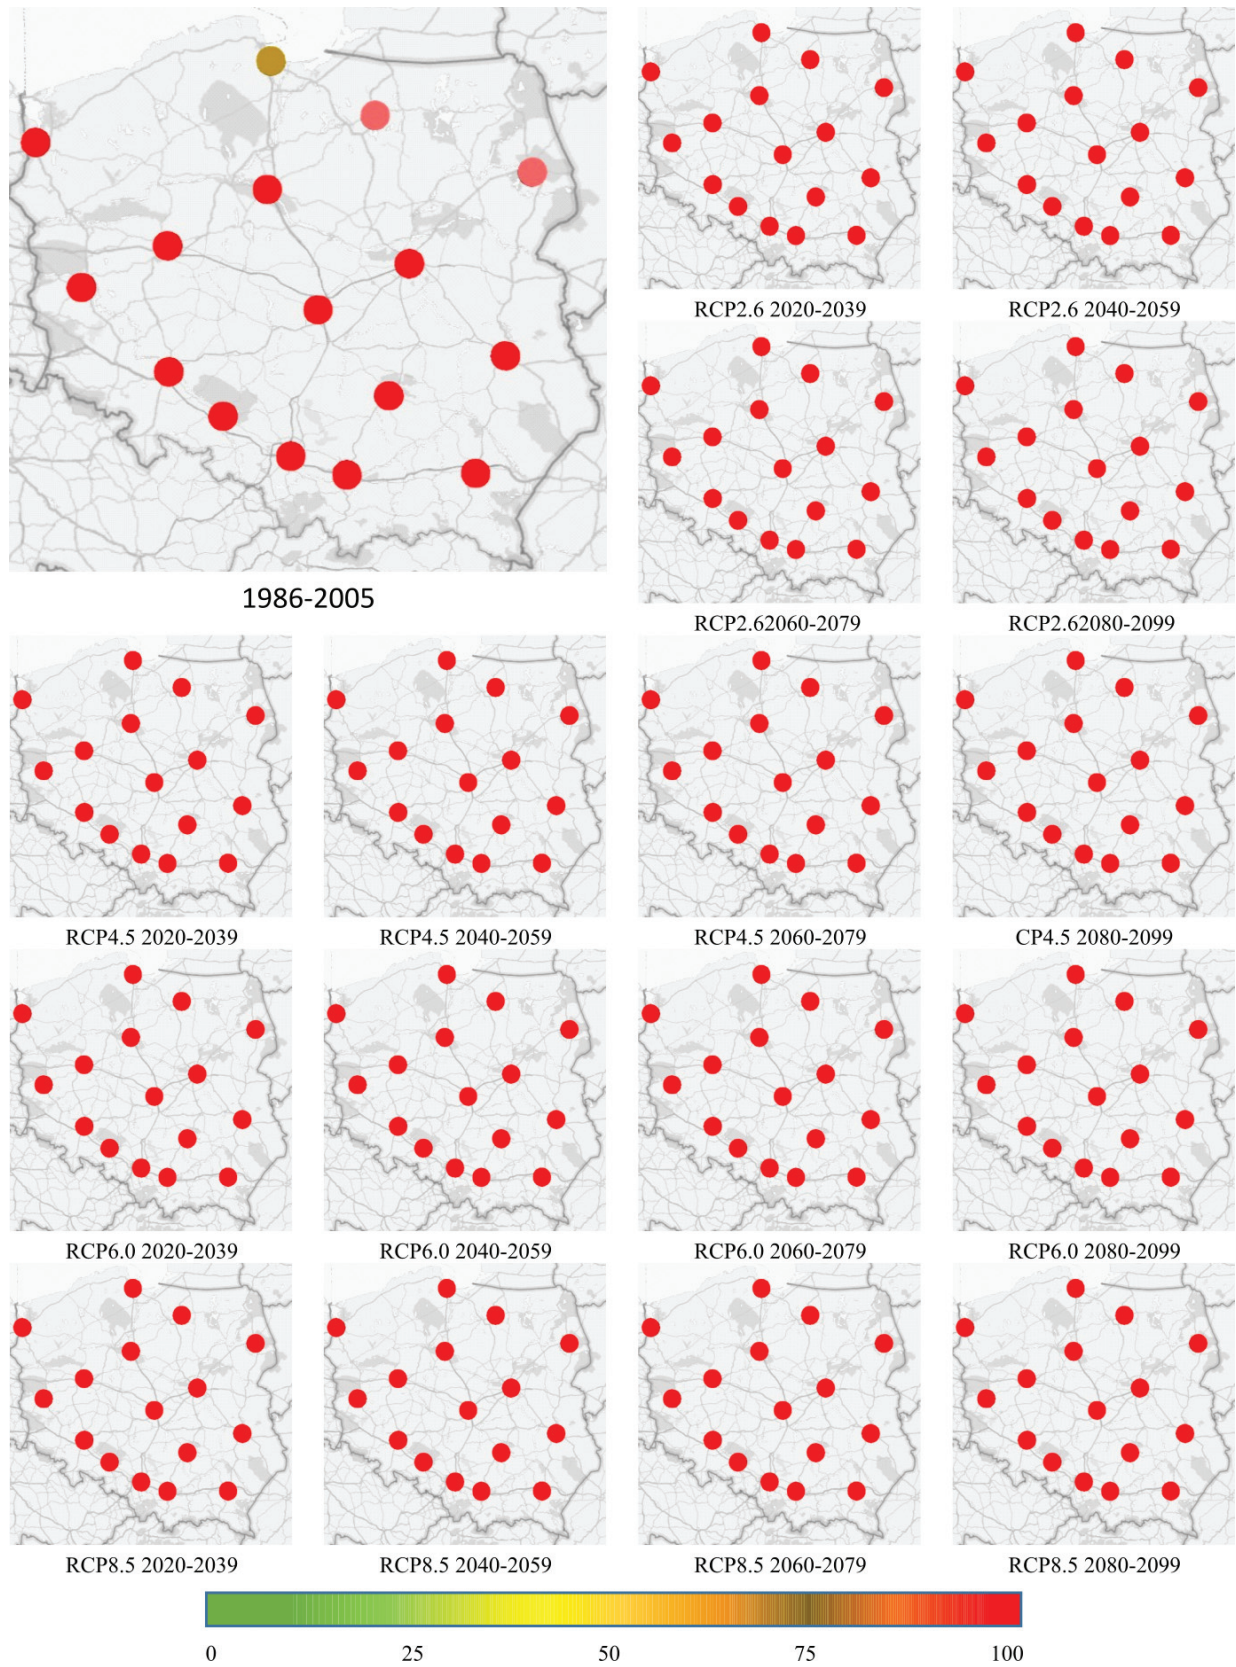 RCP2.6 2020-2039
RCP2.6 2040-2059
1986-2005
RCP2.62060-2079
RCP2.62080-2099
RCP4.5 2020-2039
RCP4.5 2040-2059
RCP4.5 2060-2079
CP4.5 2080-2099
RCP6.0 2020-2039
RCP6.0 2040-2059
RCP6.0 2060-2079
RCP6.0 2080-2099
RCP8.5 2020-2039
RCP8.5 2040-2059
RCP8.5 2060-2079
RCP8.5 2080-2099
0 25 50 75 100